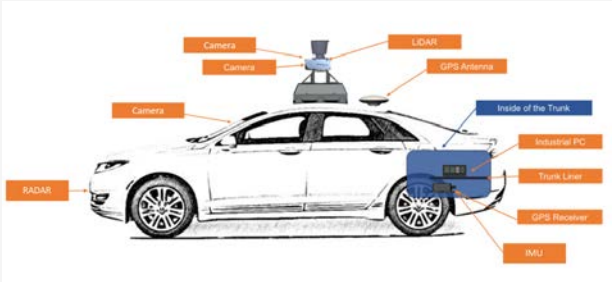 Camera
LiDAR
Camera
GPS Antenna
Camera
Inside of the Trunk
Industrial PC
Trunk Liner
RADAR
GPS Receiver
IMU